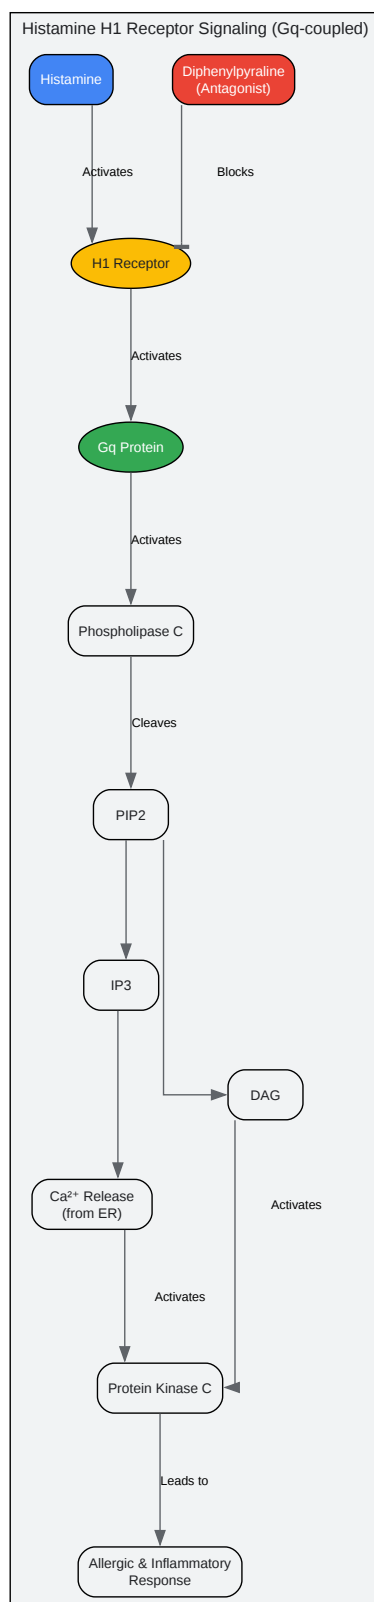 Histamine H1 Receptor Signaling (Gq-coupled)
Histamine
Diphenylpyraline
(Antagonist)
Activates
Blocks
H1 Receptor
Activates
Gq Protein
Activates
Phospholipase C
Cleaves
PIP2
IP3
DAG
Ca²⁺ Release
(from ER)
Activates
Activates
Protein Kinase C
Leads to
Allergic & Inflammatory
Response